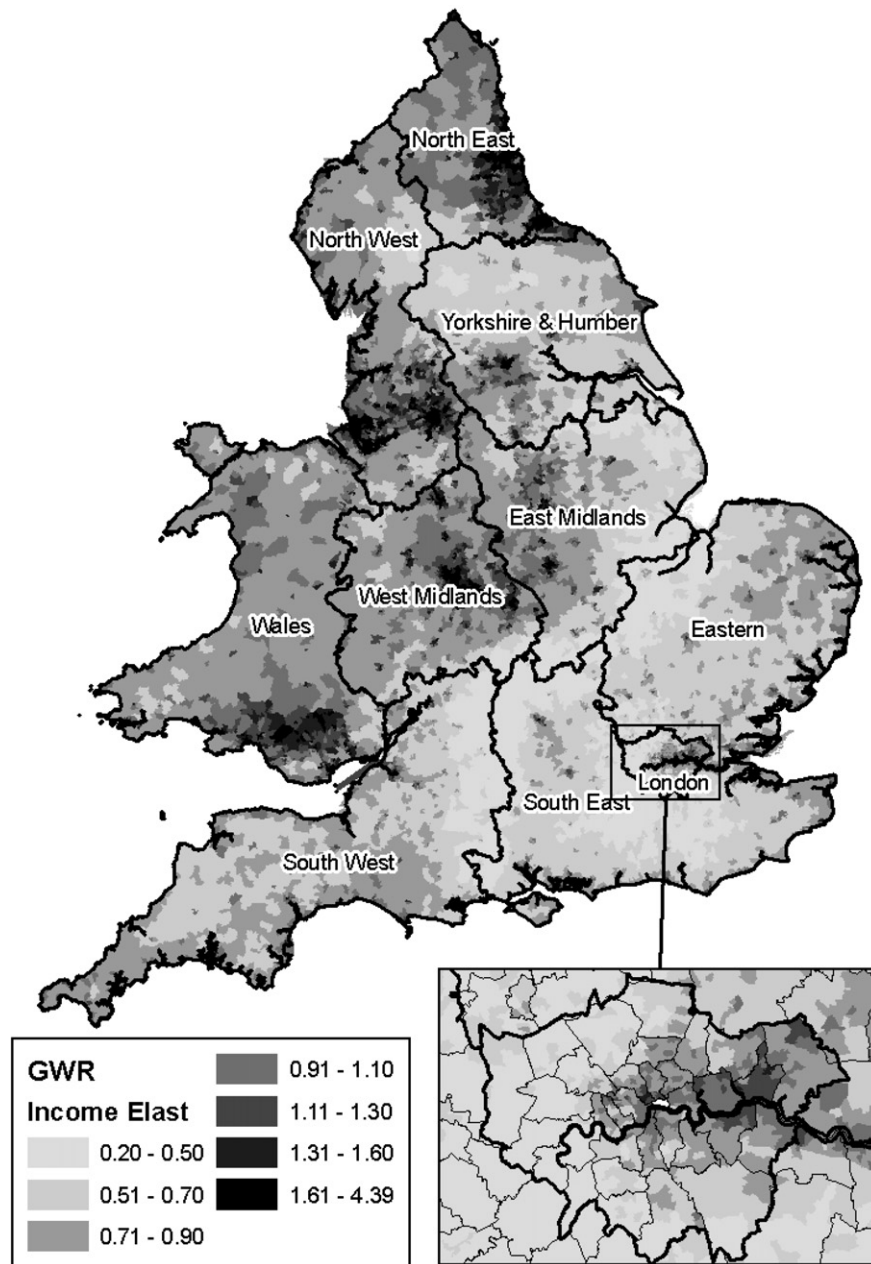 North East
North West
Yorkshire & Humber
East Midlands
West Midlands
Wales
Eastern
London
South East
South West
GWR
Income Elast
0.20 - 0.50
0.51 - 0.70
0.71 - 0.90
0.91 - 1.10
1.11 - 1.30
1.31 - 1.60
1.61 - 4.39